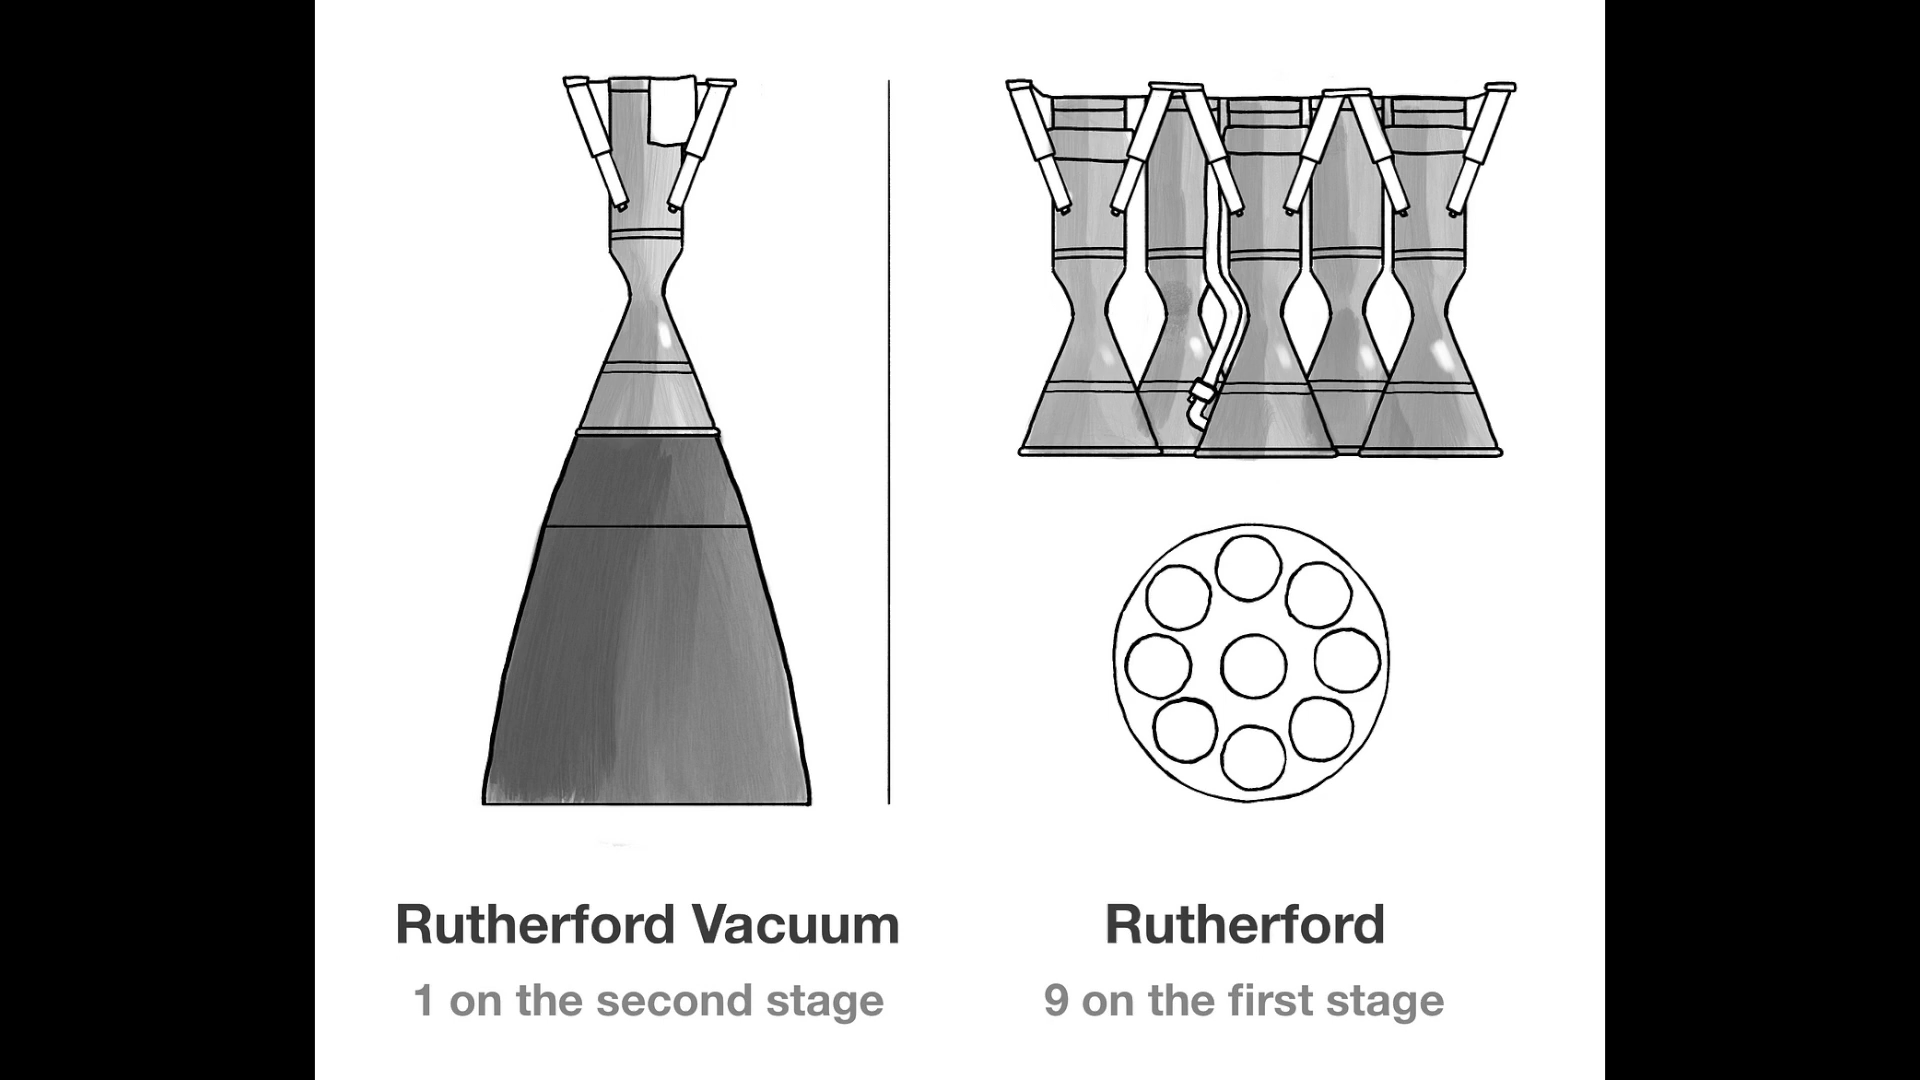 Rutherford Vacuum
1 on the second stage
Rutherford
9 on the first stage